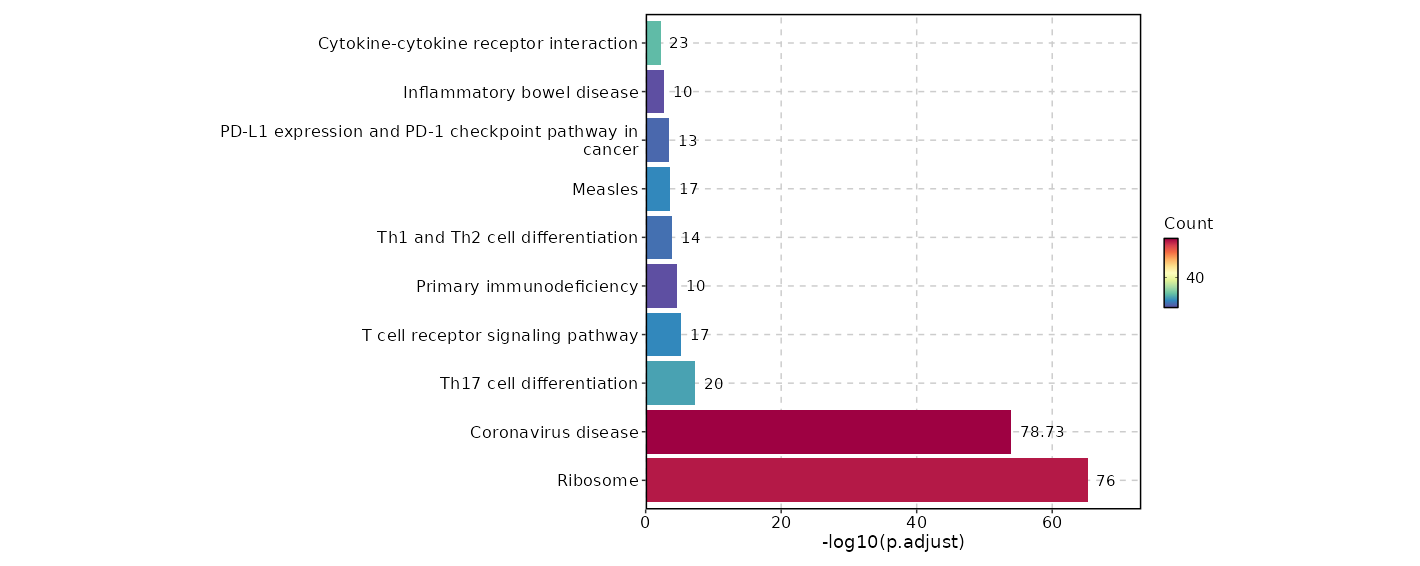 Cytokine-cytokine receptor interaction
23
Inflammatory bowel disease
10
PD-L1 expression and PD-1 checkpoint pathway in
cancer
13
Measles
17
Th1 and Th2 cell differentiation
14
Primary immunodeficiency
10
T cell receptor signaling pathway
17
Th17 cell differentiation
20
Coronavirus disease
78.73
Ribosome
76
0
20
40
60
-log10(p.adjust)
Count
40